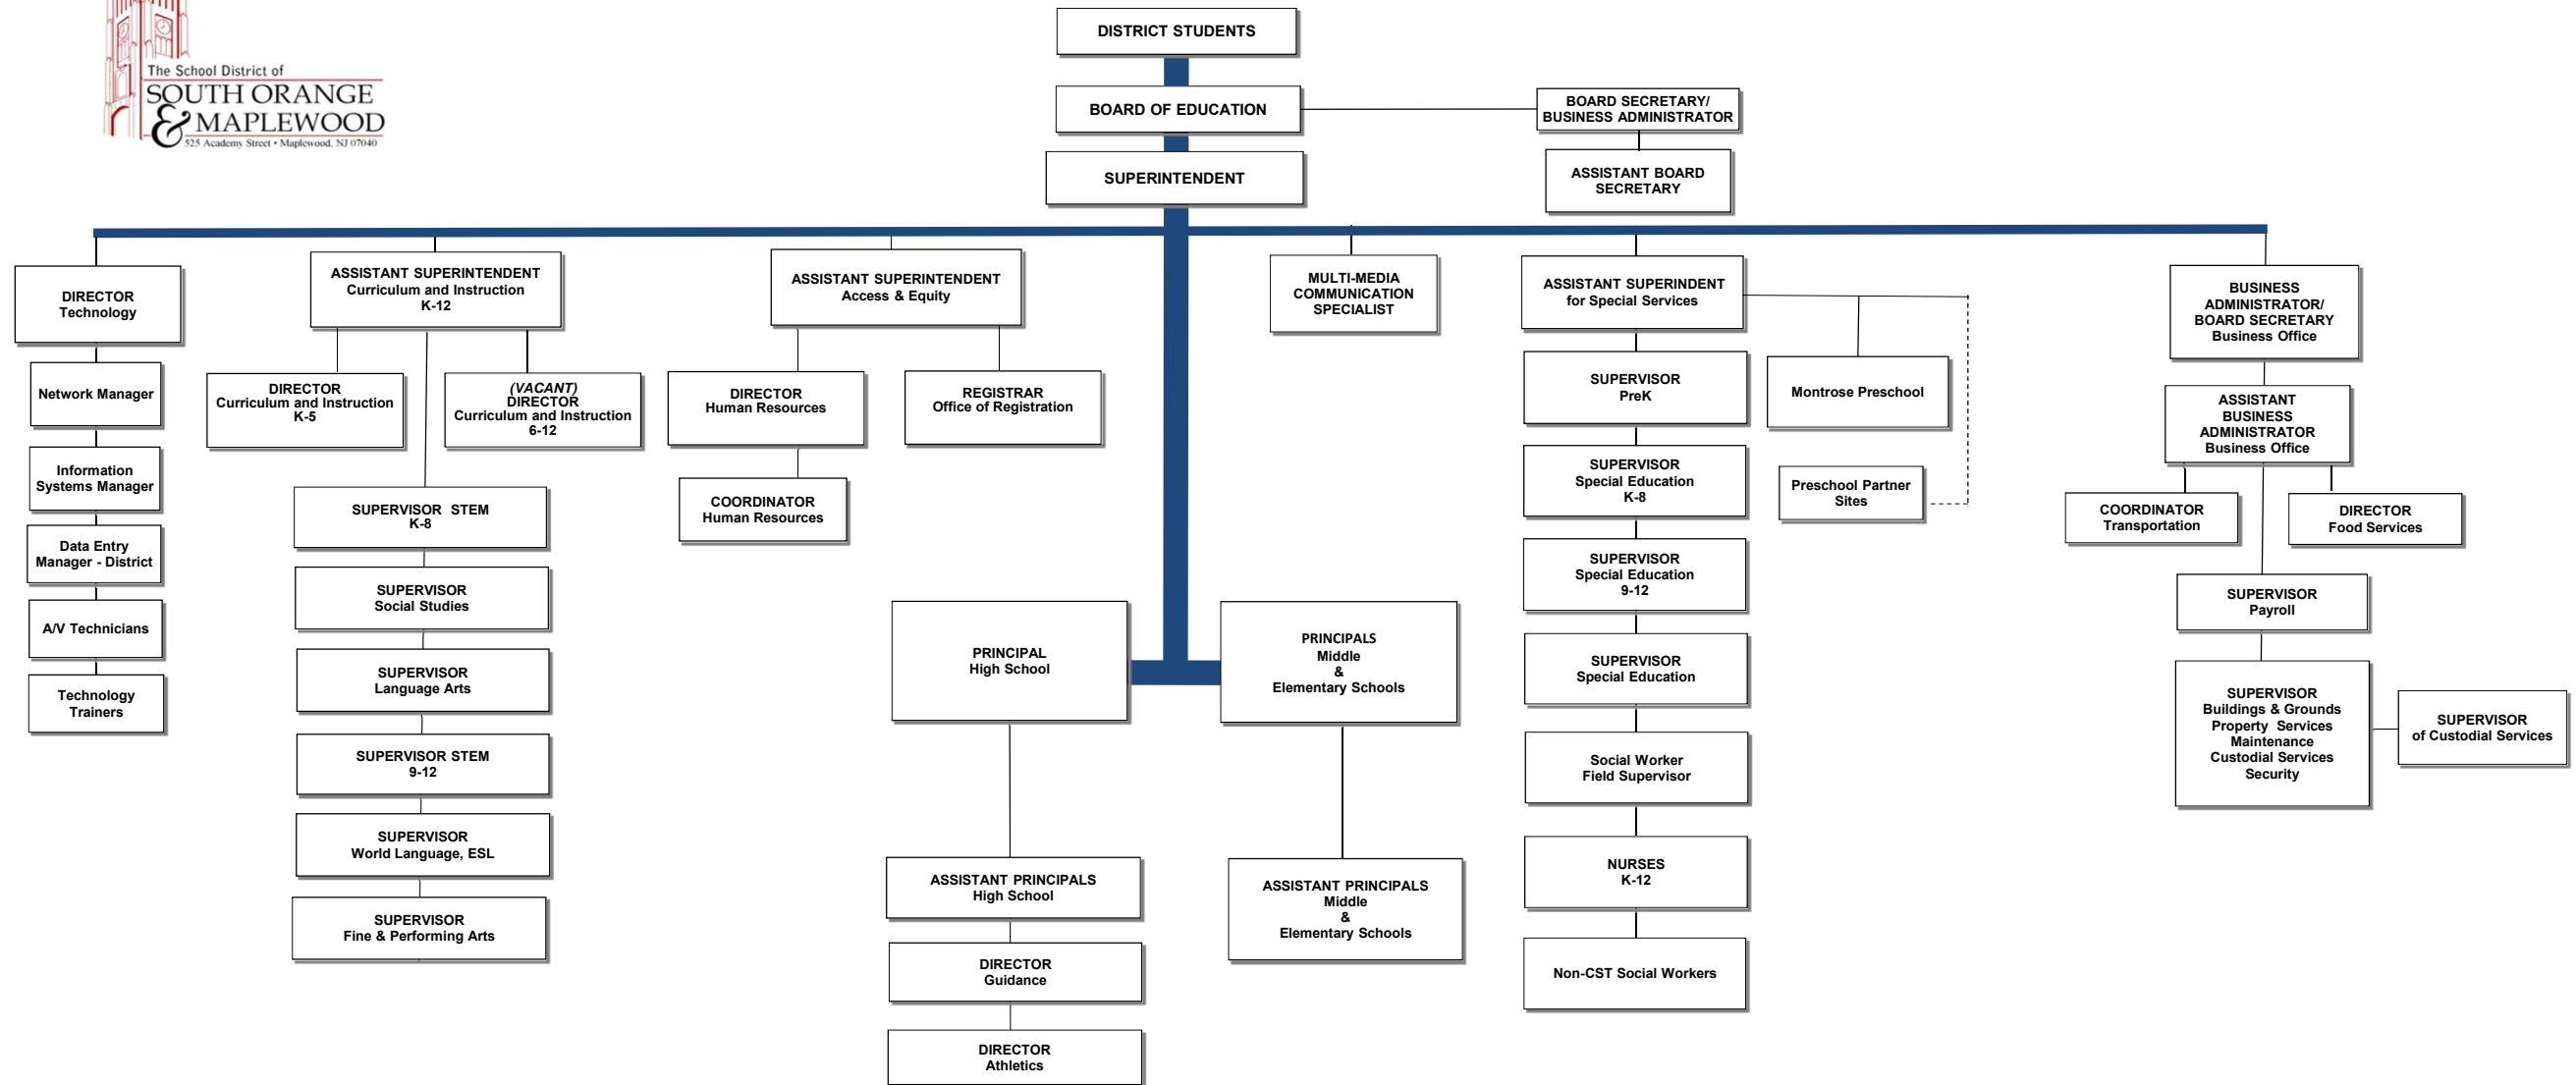 The School District of
SOUTH ORANGE
& MAPLEWOOD
525 Academy Street • Maplewood, NJ 07040
DISTRICT STUDENTS
BOARD OF EDUCATION
BOARD SECRETARY/
BUSINESS ADMINISTRATOR
SUPERINTENDENT
ASSISTANT BOARD
SECRETARY
DIRECTOR
Technology
Network Manager
Information
Systems Manager
Data Entry
Manager - District
A/V Technicians
Technology
Trainers
ASSISTANT SUPERINTENDENT
Curriculum and Instruction
K-12
DIRECTOR
Curriculum and Instruction
K-5
(VACANT)
DIRECTOR
Curriculum and Instruction
6-12
SUPERVISOR STEM
K-8
SUPERVISOR
Social Studies
SUPERVISOR
Language Arts
SUPERVISOR STEM
9-12
SUPERVISOR
World Language, ESL
SUPERVISOR
Fine & Performing Arts
ASSISTANT SUPERINTENDENT
Access & Equity
DIRECTOR
Human Resources
REGISTRAR
Office of Registration
COORDINATOR
Human Resources
PRINCIPAL
High School
ASSISTANT PRINCIPALS
High School
DIRECTOR
Guidance
DIRECTOR
Athletics
PRINCIPALS
Middle
&
Elementary Schools
ASSISTANT PRINCIPALS
Middle
&
Elementary Schools
MULTI-MEDIA
COMMUNICATION
SPECIALIST
ASSISTANT SUPERINDENT
for Special Services
SUPERVISOR
PreK
SUPERVISOR
Special Education
K-8
SUPERVISOR
Special Education
9-12
SUPERVISOR
Special Education
Social Worker
Field Supervisor
NURSES
K-12
Non-CST Social Workers
Montrose Preschool
Preschool Partner
Sites
BUSINESS
ADMINISTRATOR/
BOARD SECRETARY
Business Office
ASSISTANT
BUSINESS
ADMINISTRATOR
Business Office
COORDINATOR
Transportation
DIRECTOR
Food Services
SUPERVISOR
Payroll
SUPERVISOR
Buildings & Grounds
Property Services
Maintenance
Custodial Services
Security
SUPERVISOR
of Custodial Services